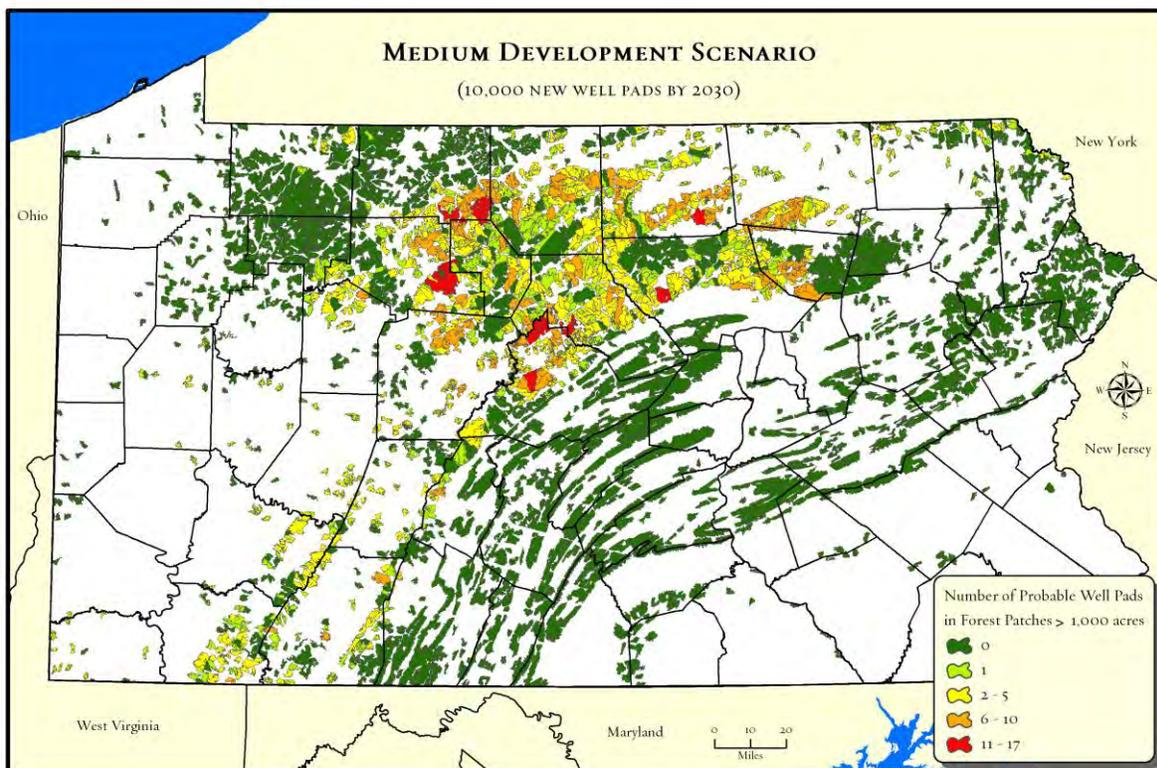 MEDIUM DEVELOPMENT SCENARIO
(10,000 NEW WELL PADS BY 2030)
New York
Ohio
N
W E
S
New Jersey
Number of Probable Well Pads
in Forest Patches > 1,000 acres
0
1
2 - 5
6 - 10
11 - 17
West Virginia
Maryland
0 10 20
Miles